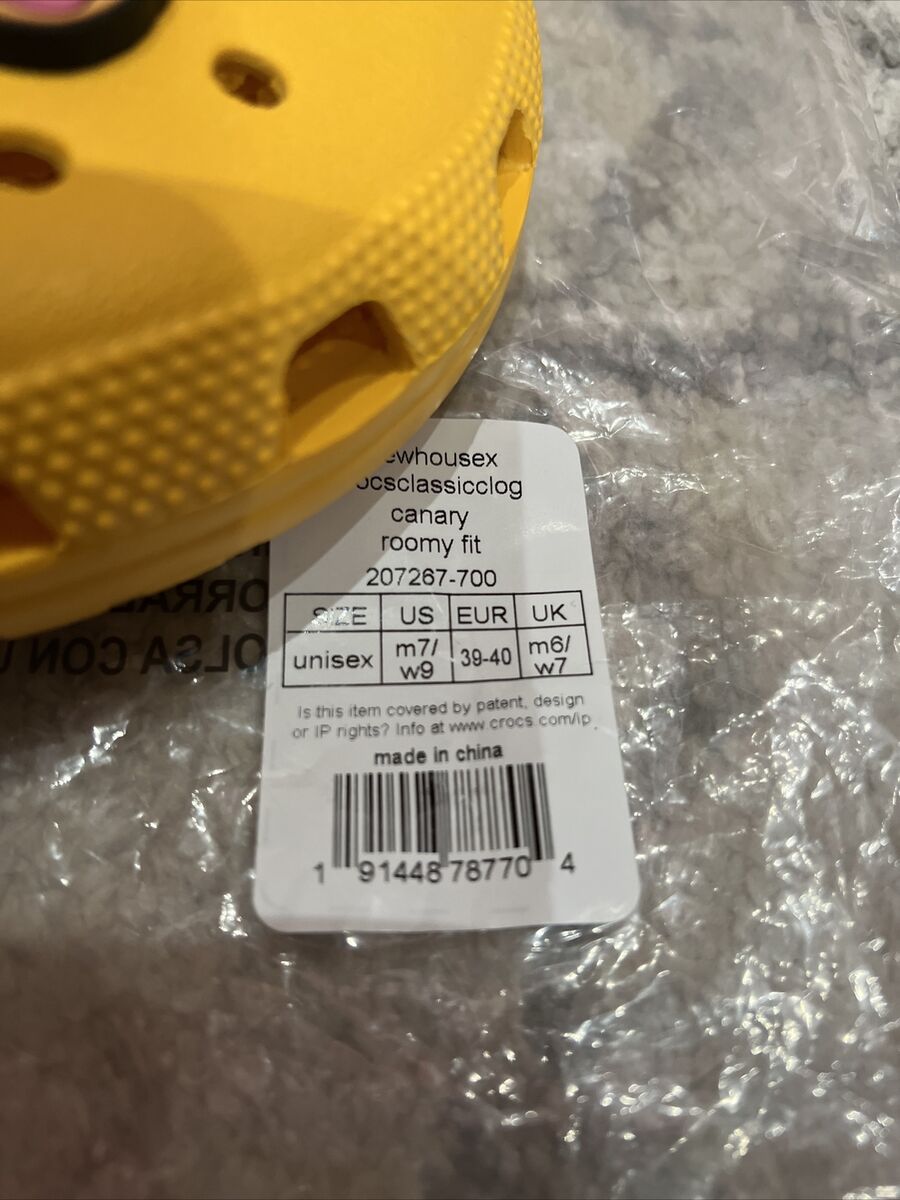 ewhousex
ocsclassicclog
canary
roomy fit
207267-700
SIZE US EUR UK
unisex m7/w9 39-40 m6/w7
Is this item covered by patent, design
or IP rights? Info at www.crocs.com/ip
made in china
1 91448 78770 4
OLSA CON